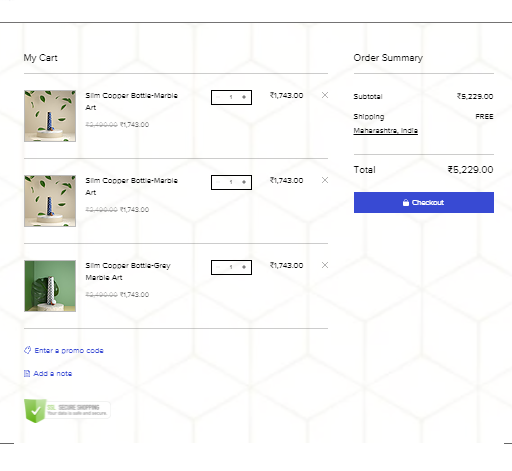 My Cart
Slim Copper Bottle-Marble
Art
₹2,490.00 ₹1,743.00
1 +
₹1,743.00
Slim Copper Bottle-Marble
Art
₹2,490.00 ₹1,743.00
1 +
₹1,743.00
Slim Copper Bottle-Grey
Marble Art
₹2,490.00 ₹1,743.00
1 +
₹1,743.00
Enter a promo code
Add a note
SSL SECURE SHOPPING
Your data is safe and secure
Order Summary
Subtotal ₹5,229.00
Shipping FREE
Maharashtra, India
Total ₹5,229.00
Checkout